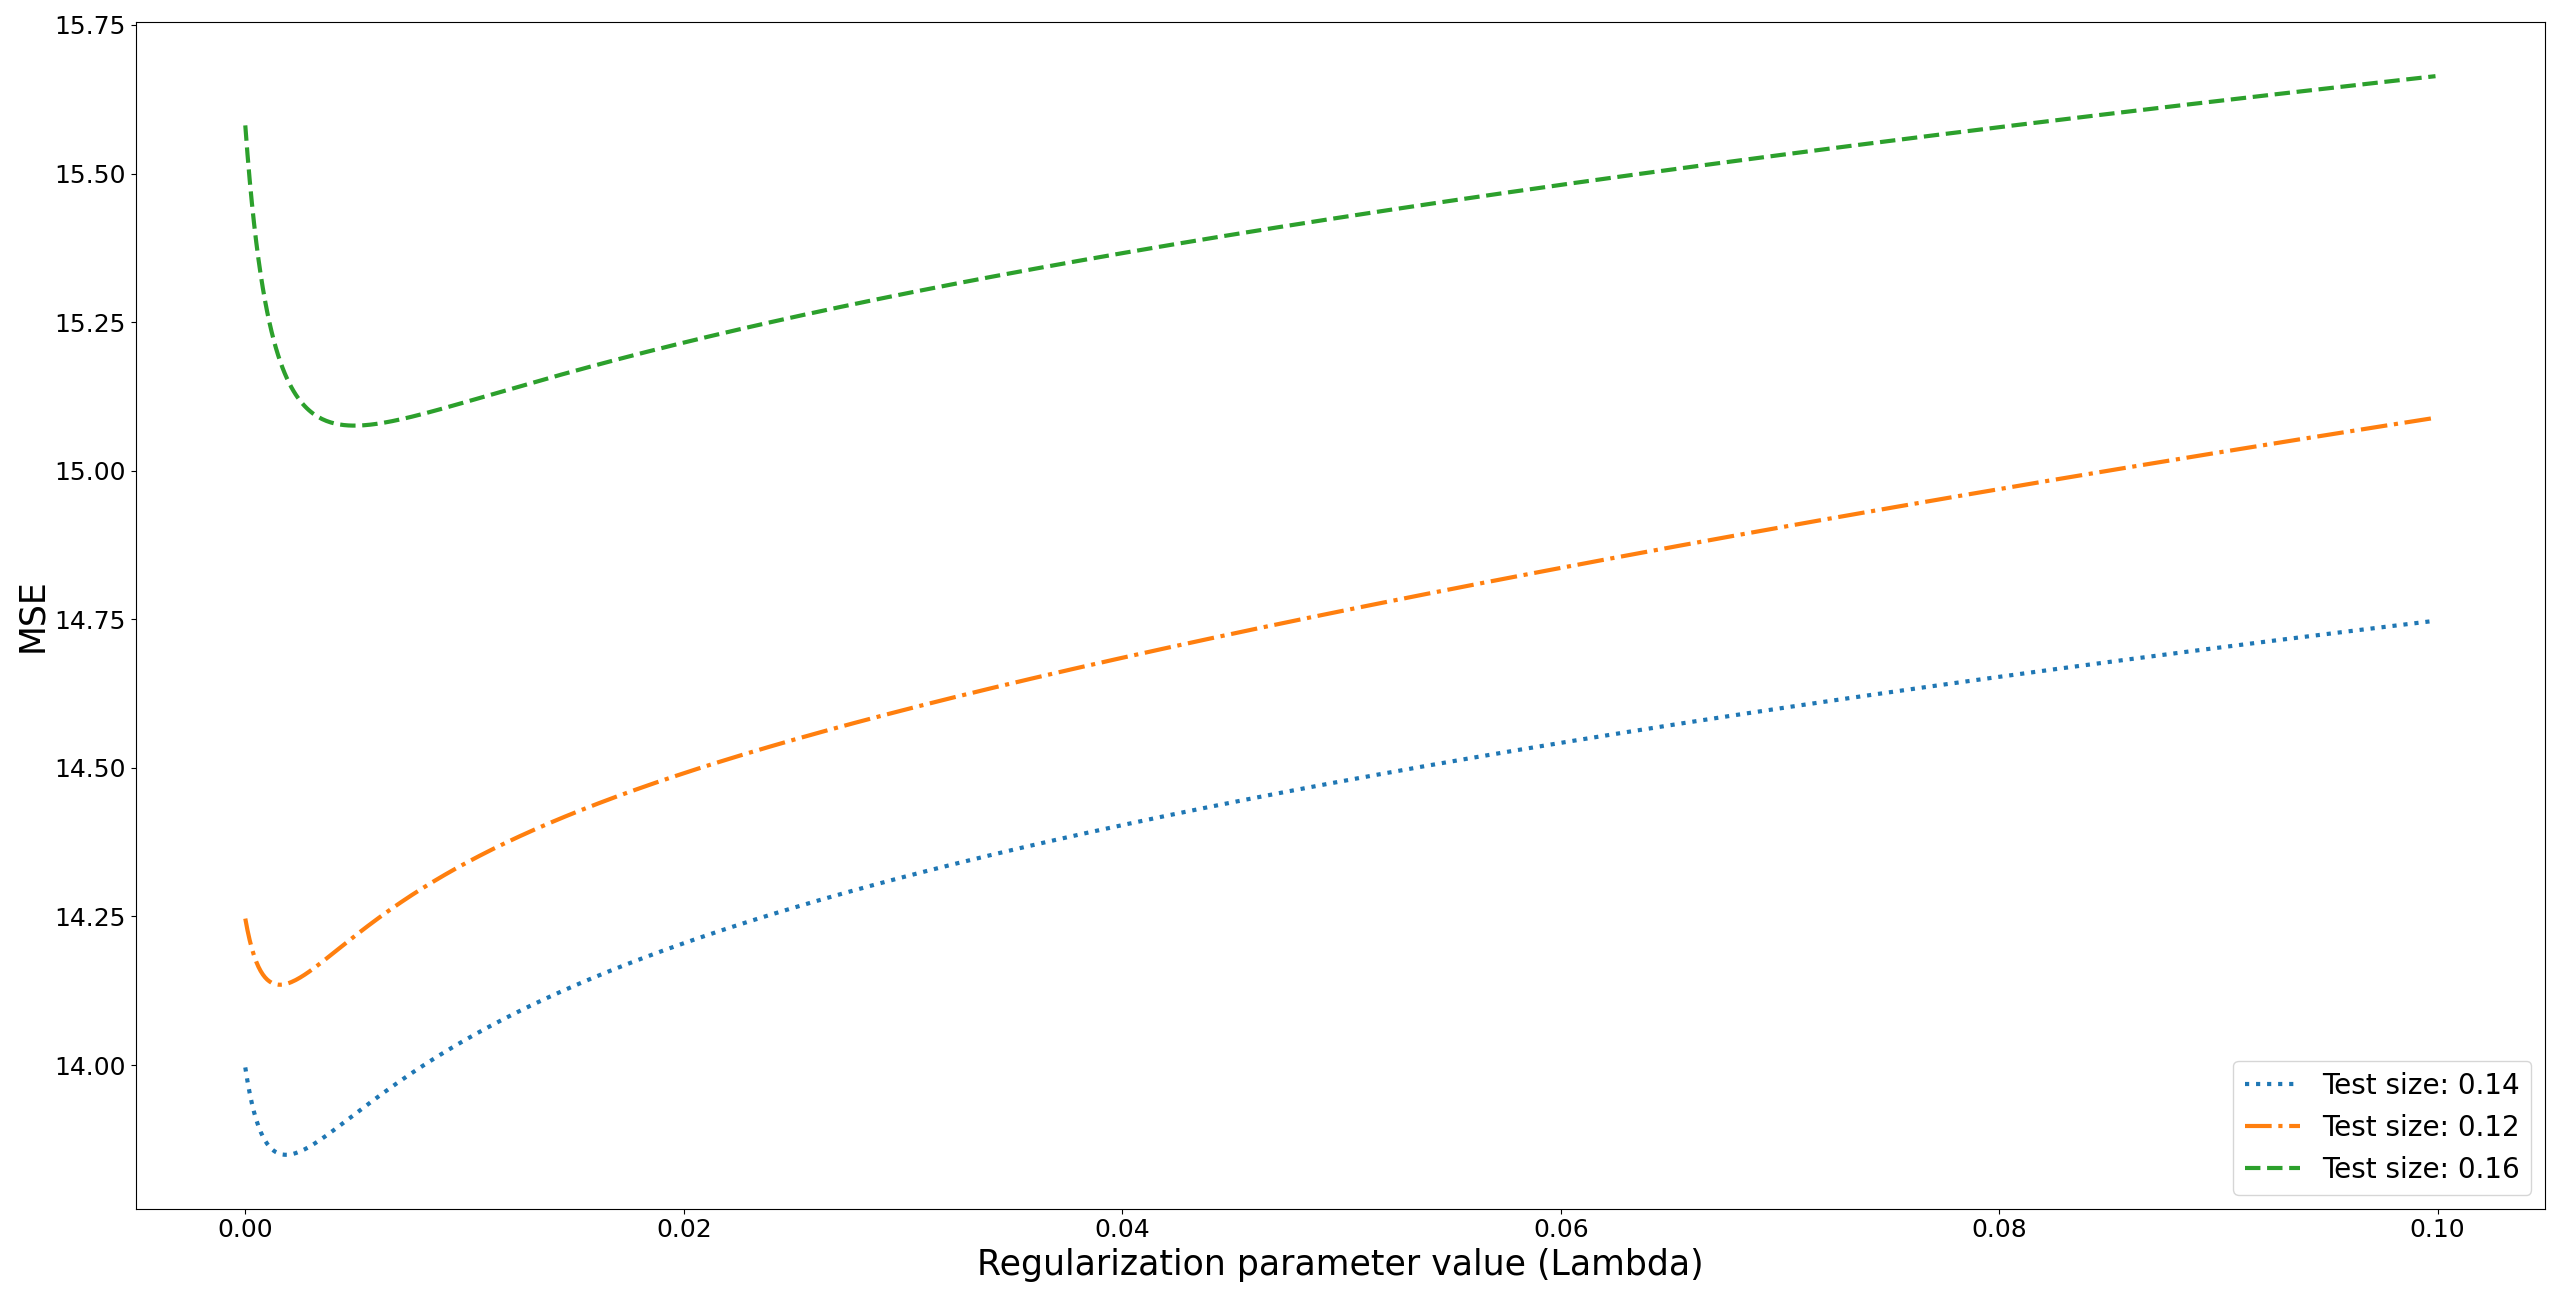 15.75
15.50
15.25
15.00
14.75
14.50
14.25
14.00
MSE
0.00 0.02 0.04 0.06 0.08 0.10
Regularization parameter value (Lambda)
Test size: 0.14
Test size: 0.12
Test size: 0.16